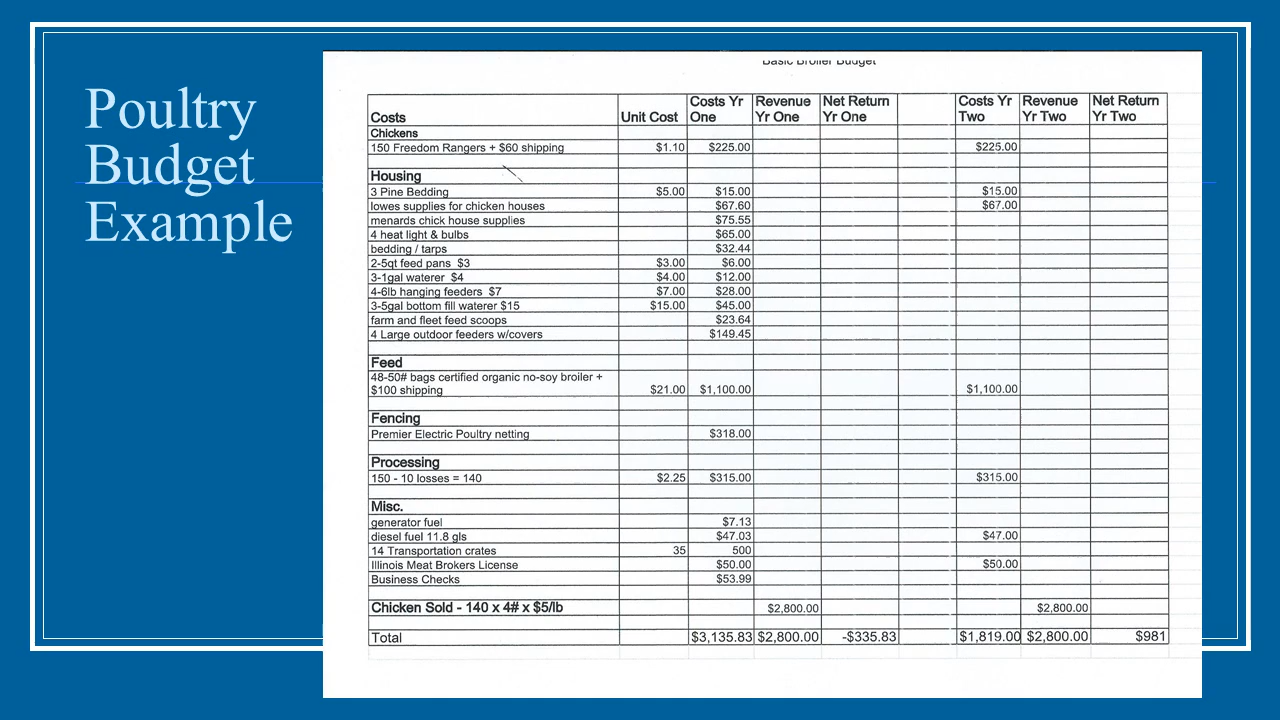 Poultry
Budget
Example
Basic Broiler Budget
Costs Unit Cost Costs Yr One Revenue Yr One Net Return Yr One Costs Yr Two Revenue Yr Two Net Return Yr Two
Chickens
150 Freedom Rangers + $60 shipping $1.10 $225.00 $225.00
Housing
3 Pine Bedding $5.00 $15.00 $15.00
lowes supplies for chicken houses $67.60 $67.00
menards chick house supplies $75.55
4 heat light & bulbs $65.00
bedding / tarps $32.44
2-5qt feed pans $3 $3.00 $6.00
3-1gal waterer $4 $4.00 $12.00
4-6lb hanging feeders $7 $7.00 $28.00
3-5gal bottom fill waterer $15 $15.00 $45.00
farm and fleet feed scoops $23.64
4 Large outdoor feeders w/covers $149.45
Feed
48-50# bags certified organic no-soy broiler +
$100 shipping $21.00 $1,100.00 $1,100.00
Fencing
Premier Electric Poultry netting $318.00
Processing
150 - 10 losses = 140 $2.25 $315.00 $315.00
Misc.
generator fuel $7.13
diesel fuel 11.8 gls $47.03 $47.00
14 Transportation crates 35 500
Illinois Meat Brokers License $50.00 $50.00
Business Checks $53.99
Chicken Sold - 140 x 4# x $5/lb $2,800.00 $2,800.00
Total $3,135.83 $2,800.00 -$335.83 $1,819.00 $2,800.00 $981